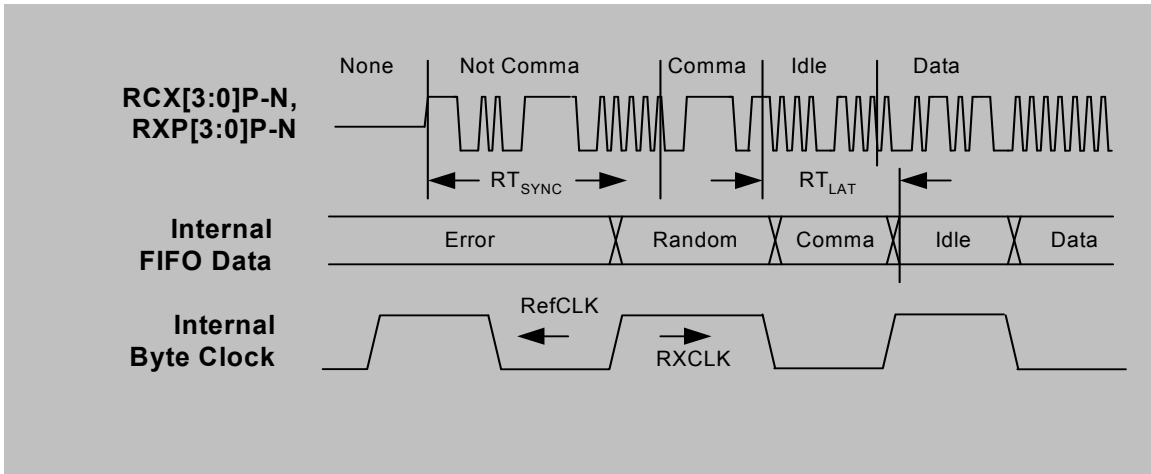 None Not Comma Comma Idle Data
RCX[3:0]P-N,
RXP[3:0]P-N
RTSYNC RTLAT
Internal
FIFO Data
Error Random Comma Idle Data
RefCLK
Internal
Byte Clock
RXCLK